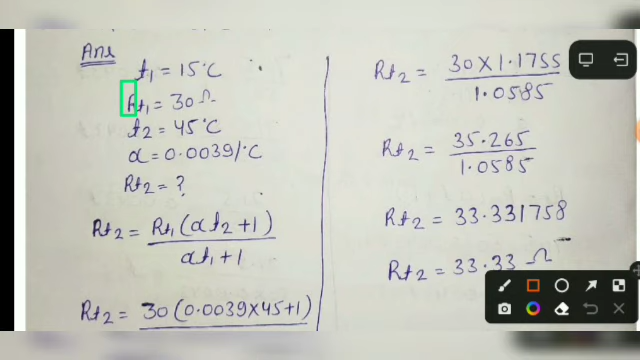 Ans
t₁ = 15°C
Rt₁ = 30Ω
t₂ = 45°C
α = 0.0039/°C
Rt₂ = ?
Rt₂ = Rt₁(αt₂+1)
αt₁+1
Rt₂ = 30(0.0039×45+1)
Rt₂ = 30×1.1755
1.0585
Rt₂ = 35.265
1.0585
Rt₂ = 33.331758
Rt₂ = 33.33 Ω